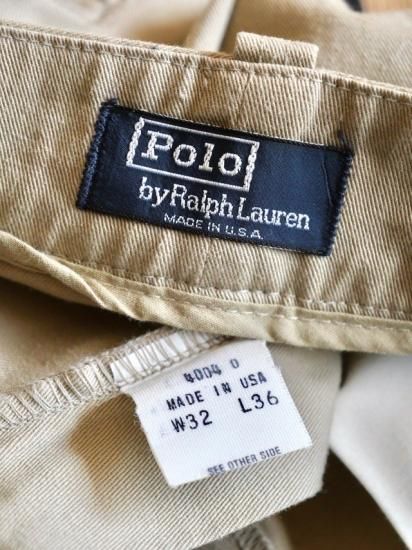 Polo
by Ralph Lauren
MADE IN U.S.A.
4004 0
MADE IN USA
W32 L36
SEE OTHER SIDE